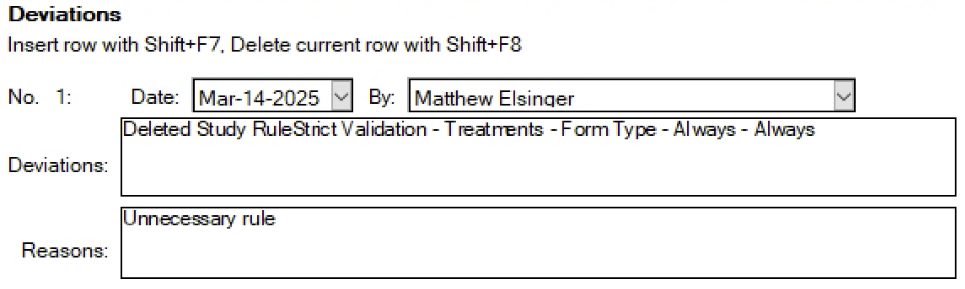 Deviations
Insert row with Shift+F7, Delete current row with Shift+F8
No. 1: Date: Mar-14-2025 By: Matthew Elsinger
Deviations: Deleted Study RuleStrict Validation - Treatments - Form Type - Always - Always
Reasons: Unnecessary rule